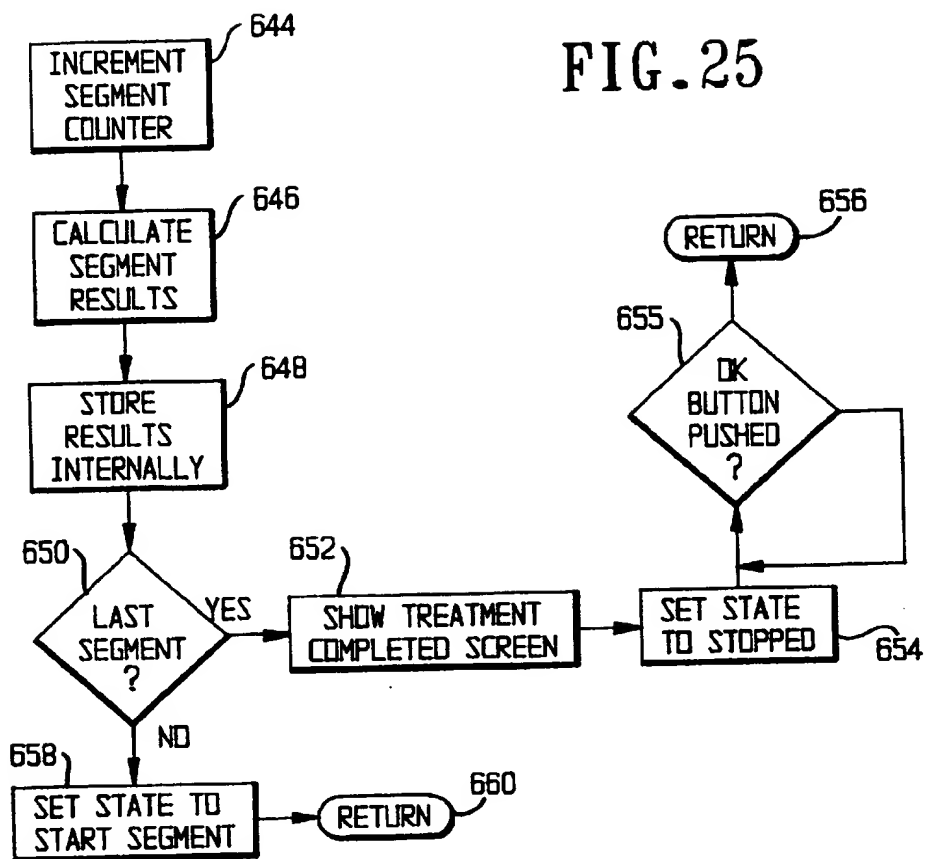 FIG.25
644
INCREMENT
SEGMENT
COUNTER
646
CALCULATE
SEGMENT
RESULTS
648
STORE
RESULTS
INTERNALLY
650
LAST
SEGMENT
?
YES
NO
652
SHOW TREATMENT
COMPLETED SCREEN
SET STATE
TO STOPPED
654
655
OK
BUTTON
PUSHED
?
656
RETURN
658
SET STATE TO
START SEGMENT
RETURN
660